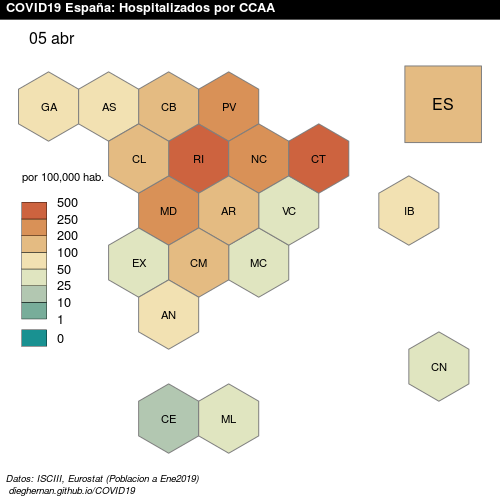 COVID19 España: Hospitalizados por CCAA
05 abr
GA AS CB PV ES
CL RI NC CT
por 100,000 hab.
MD AR VC IB
500
250
200
100
50
25
10
1
0
EX CM MC
AN
CN
CE ML
Datos: ISCIII, Eurostat (Poblacion a Ene2019)
dieghernan.github.io/COVID19